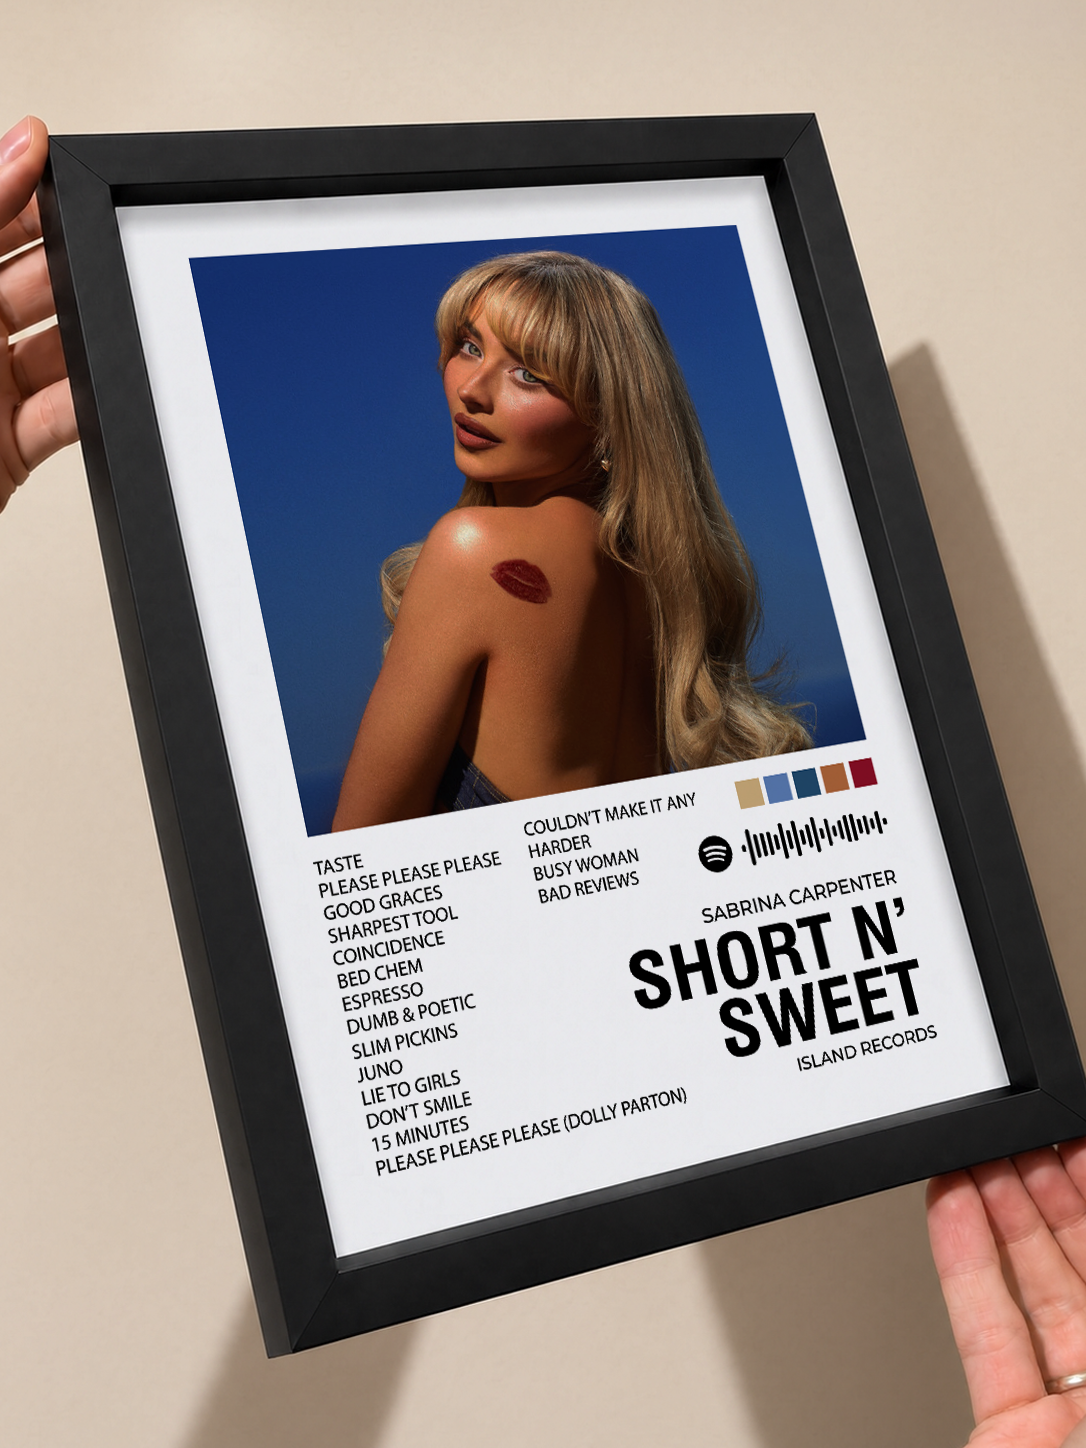 TASTE
PLEASE PLEASE PLEASE
GOOD GRACES
SHARPEST TOOL
COINCIDENCE
BED CHEM
ESPRESSO
DUMB & POETIC
SLIM PICKINS
JUNO
LIE TO GIRLS
DON'T SMILE
15 MINUTES
PLEASE PLEASE PLEASE (DOLLY PARTON)
COULDN'T MAKE IT ANY
HARDER
BUSY WOMAN
BAD REVIEWS
SABRINA CARPENTER
SHORT N'
SWEET
ISLAND RECORDS